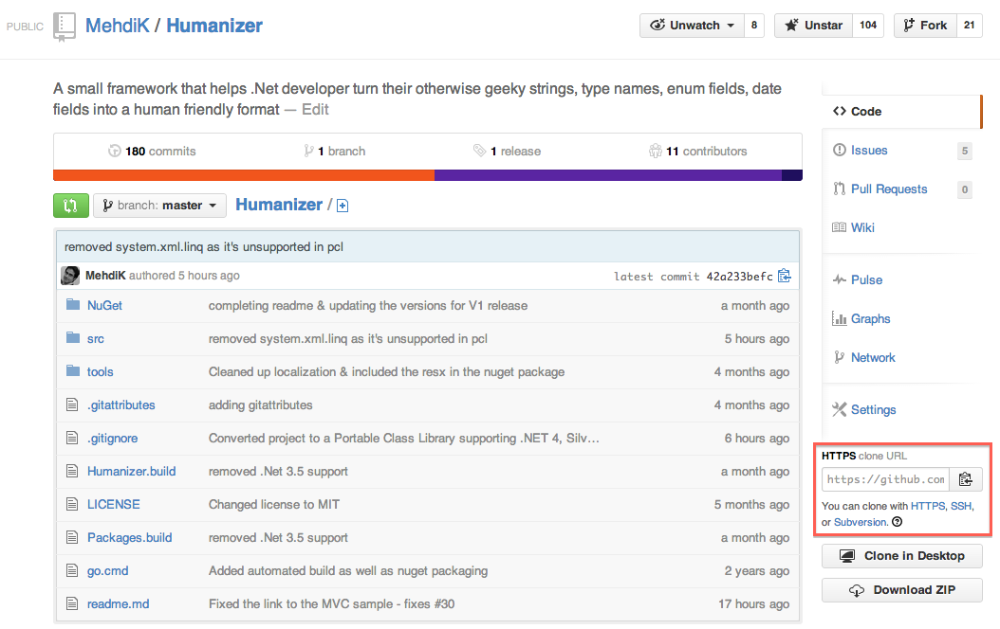 PUBLIC MehdiK / Humanizer
Unwatch 8 Unstar 104 Fork 21
A small framework that helps .Net developer turn their otherwise geeky strings, type names, enum fields, date
fields into a human friendly format — Edit
180 commits 1 branch 1 release 11 contributors
branch: master Humanizer /
removed system.xml.linq as it's unsupported in pcl
MehdiK authored 5 hours ago latest commit 42a233befc
NuGet completing readme & updating the versions for V1 release a month ago
src removed system.xml.linq as it's unsupported in pcl 5 hours ago
tools Cleaned up localization & included the resx in the nuget package 4 months ago
.gitattributes adding gitattributes 4 months ago
.gitignore Converted project to a Portable Class Library supporting .NET 4, Silv… 6 hours ago
Humanizer.build removed .Net 3.5 support a month ago
LICENSE Changed license to MIT 5 months ago
Packages.build removed .Net 3.5 support a month ago
go.cmd Added automated build as well as nuget packaging 2 years ago
readme.md Fixed the link to the MVC sample - fixes #30 17 hours ago
Code
Issues 5
Pull Requests 0
Wiki
Pulse
Graphs
Network
Settings
HTTPS clone URL
https://github.com
You can clone with HTTPS, SSH,
or Subversion.
Clone in Desktop
Download ZIP